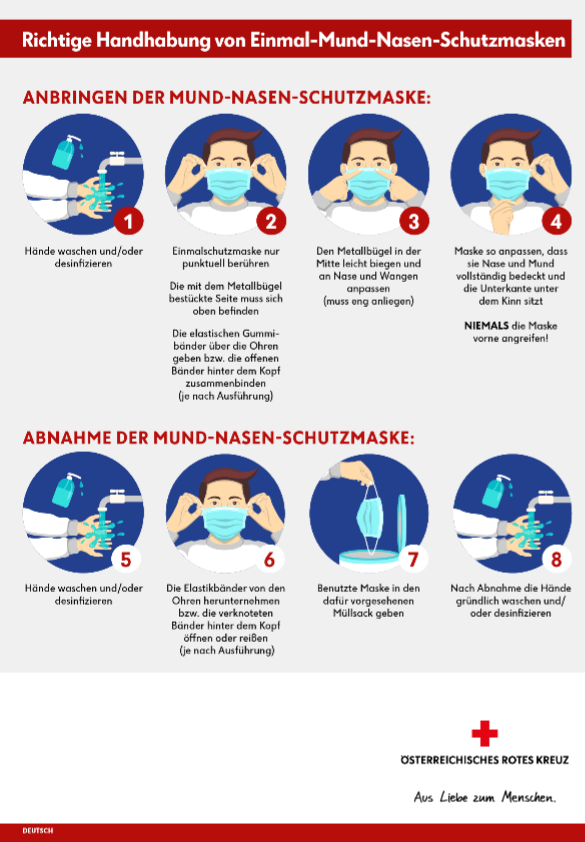 Richtige Handhabung von Einmal-Mund-Nasen-Schutzmasken
ANBRINGEN DER MUND-NASEN-SCHUTZMASKE:
1
Hände waschen und/oder
desinfizieren
2
Einmalschutzmaske nur
punktuell berühren
Die mit dem Metallbügel
bestückte Seite muss sich
oben befinden
Die elastischen Gummi-
bänder über die Ohren
geben bzw. die offenen
Bänder hinter dem Kopf
zusammenbinden
(je nach Ausführung)
3
Den Metallbügel in der
Mitte leicht biegen und
an Nase und Wangen
anpassen
(muss eng anliegen)
4
Maske so anpassen, dass
sie Nase und Mund
vollständig bedeckt und
die Unterkante unter
dem Kinn sitzt
NIEMALS die Maske
vorne angreifen!
ABNAHME DER MUND-NASEN-SCHUTZMASKE:
5
Hände waschen und/oder
desinfizieren
6
Die Elastikbänder von den
Ohren herunternehmen
bzw. die verknoteten
Bänder hinter dem Kopf
öffnen oder reißen
(je nach Ausführung)
7
Benutzte Maske in den
dafür vorgesehenen
Müllsack geben
8
Nach Abnahme die Hände
gründlich waschen und/
oder desinfizieren
ÖSTERREICHISCHES ROTES KREUZ
Aus Liebe zum Menschen.
DEUTSCH